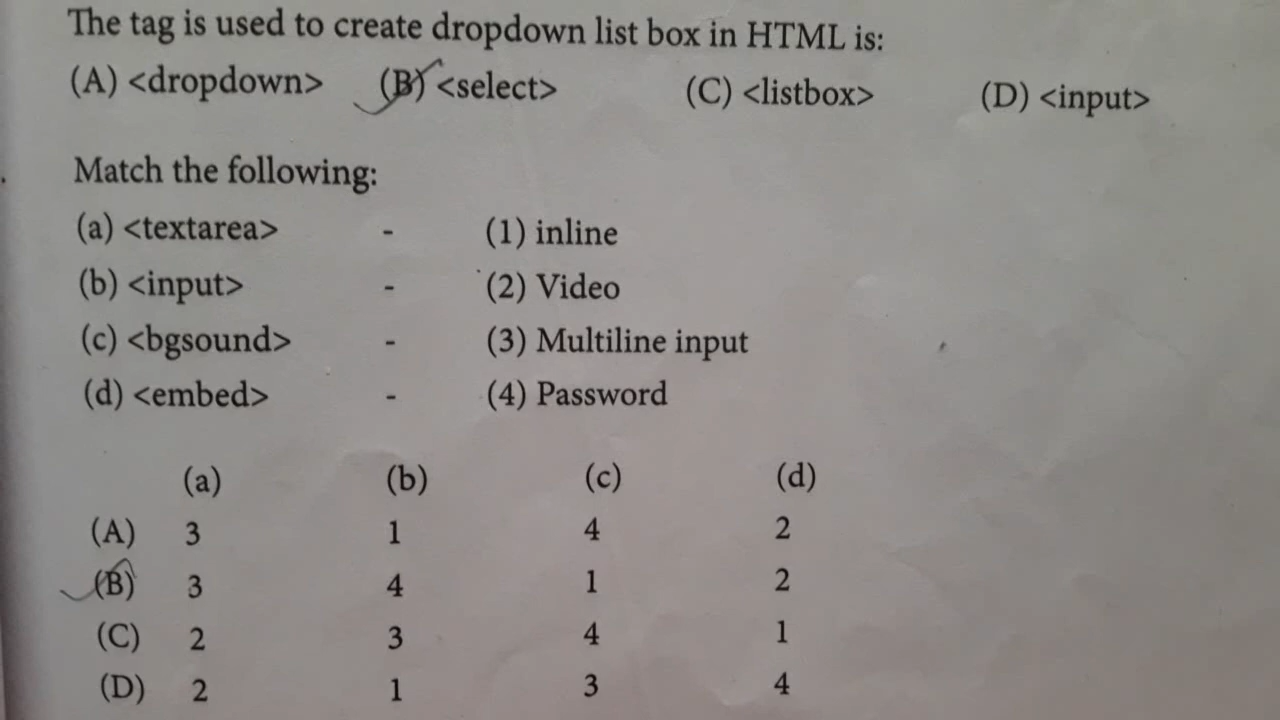 The tag is used to create dropdown list box in HTML is:
(A) <dropdown> (B) <select> (C) <listbox> (D) <input>
Match the following:
(a) <textarea> - (1) inline
(b) <input> - (2) Video
(c) <bgsound> - (3) Multiline input
(d) <embed> - (4) Password
(a) (b) (c) (d)
(A) 3 1 4 2
(B) 3 4 1 2
(C) 2 3 4 1
(D) 2 1 3 4